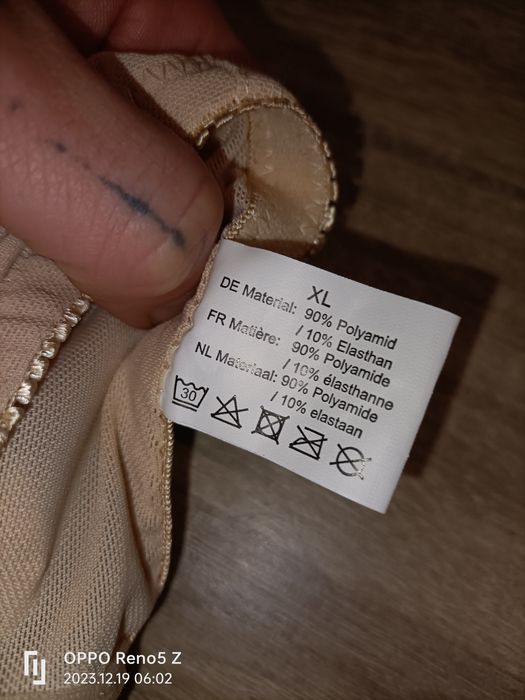 XL
DE Material: 90% Polyamid
/ 10% Elasthan
FR Matière: 90% Polyamide
/ 10% élasthanne
NL Materiaal: 90% Polyamide
/ 10% elastaan
30
OPPO Reno5 Z
2023.12.19 06:02